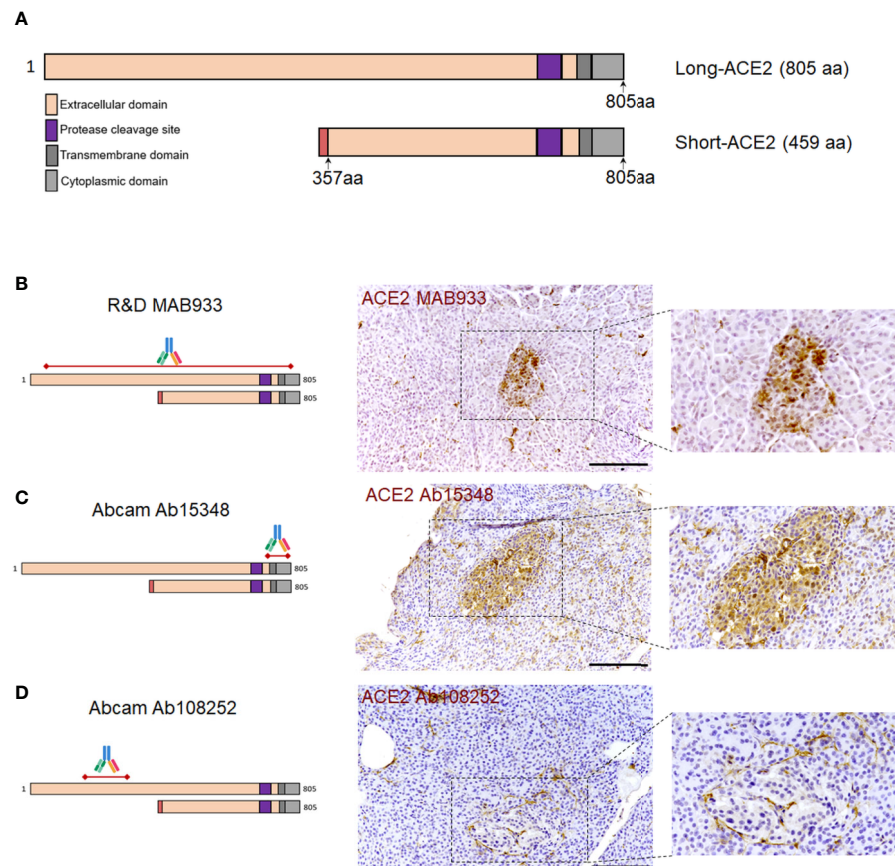 A
1
Long-ACE2 (805 aa)
805aa
Extracellular domain
Protease cleavage site
Transmembrane domain
Cytoplasmic domain
Short-ACE2 (459 aa)
357aa
805aa
B
R&D MAB933
1
805
805
ACE2 MAB933
C
Abcam Ab15348
1
805
805
ACE2 Ab15348
D
Abcam Ab108252
1
805
805
ACE2 Ab108252